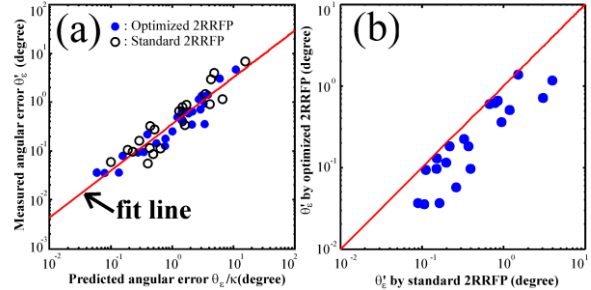 (a)
: Optimized 2RRFP
: Standard 2RRFP
fit line
Measured angular error θ'ε (degree)
10²
10¹
10⁰
10⁻¹
10⁻²
10⁻³
10⁻²
10⁻¹
10⁰
10¹
10²
Predicted angular error θε/κ(degree)
(b)
θ'ε by optimized 2RRFP (degree)
10¹
10⁰
10⁻¹
10⁻²
10⁻²
10⁻¹
10⁰
10¹
θ'ε by standard 2RRFP (degree)